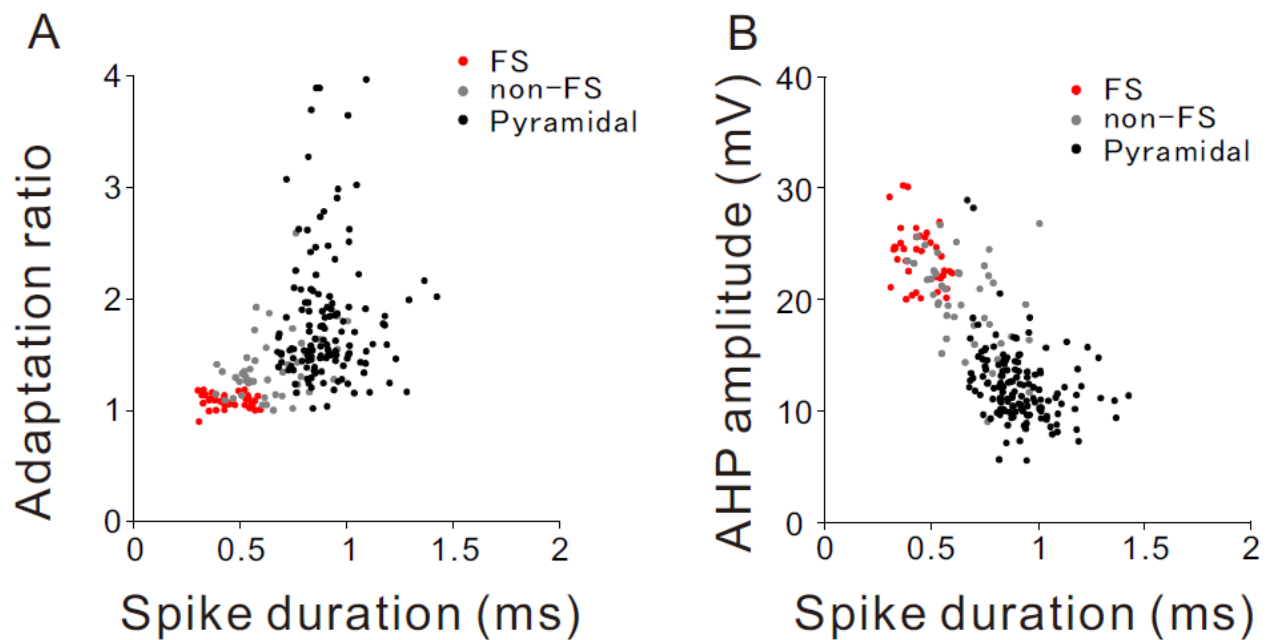 A
FS
non-FS
Pyramidal
Adaptation ratio
4
3
2
1
0
0 0.5 1 1.5 2
Spike duration (ms)
B
FS
non-FS
Pyramidal
AHP amplitude (mV)
40
30
20
10
0
0 0.5 1 1.5 2
Spike duration (ms)